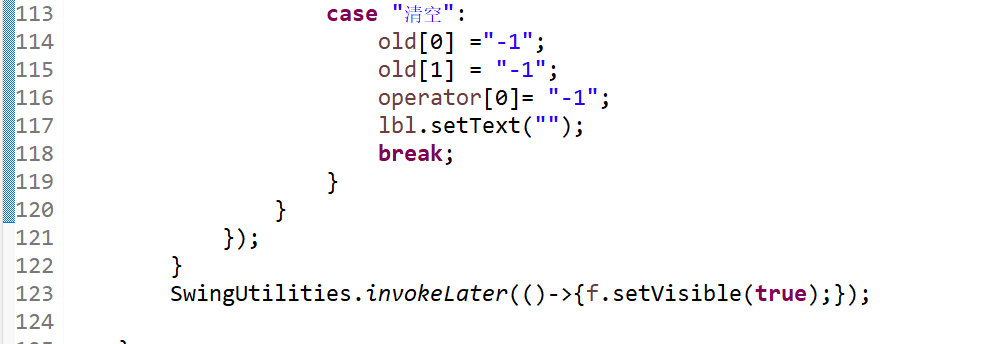 113 case "清空":
114 old[0] ="-1";
115 old[1] = "-1";
116 operator[0]= "-1";
117 lbl.setText("");
118 break;
119 }
120 }
121 });
122 }
123 SwingUtilities.invokeLater(()->{f.setVisible(true);});
124